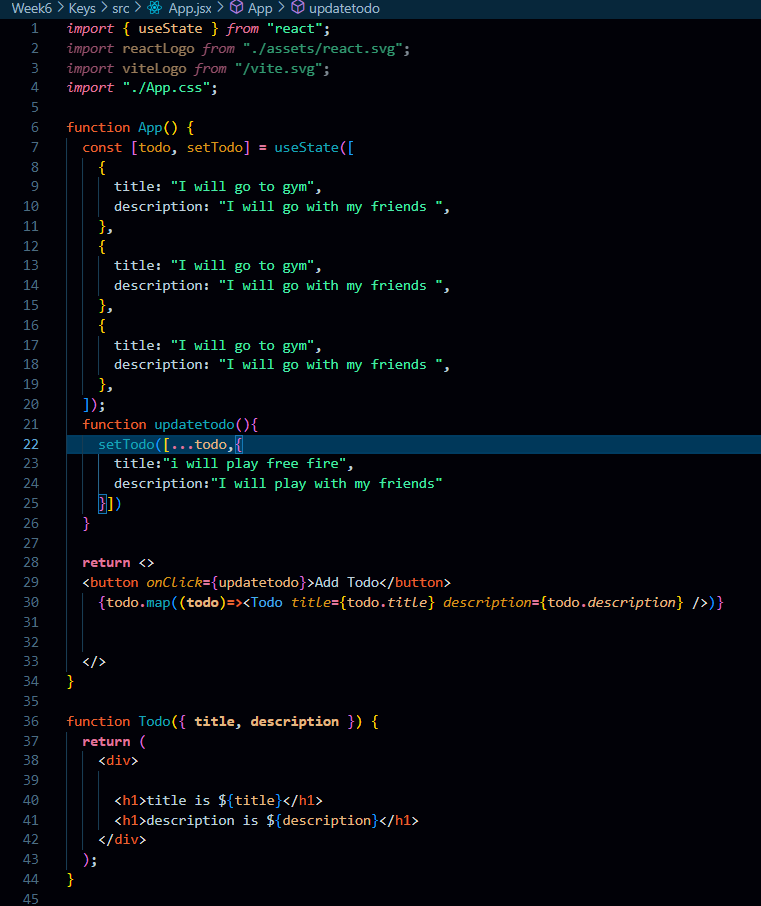 Week6 > Keys > src > App.jsx > App > updatetodo
1 import { useState } from "react";
2 import reactLogo from "./assets/react.svg";
3 import viteLogo from "/vite.svg";
4 import "./App.css";
5
6 function App() {
7   const [todo, setTodo] = useState([
8     {
9       title: "I will go to gym",
10       description: "I will go with my friends ",
11     },
12     {
13       title: "I will go to gym",
14       description: "I will go with my friends ",
15     },
16     {
17       title: "I will go to gym",
18       description: "I will go with my friends ",
19     },
20   ]);
21   function updatetodo(){
22     setTodo([...todo,{
23       title:"i will play free fire",
24       description:"I will play with my friends"
25     }])
26   }
27
28   return <>
29   <button onClick={updatetodo}>Add Todo</button>
30     {todo.map((todo)=><Todo title={todo.title} description={todo.description} />)}
31
32
33   </>
34 }
35
36 function Todo({ title, description }) {
37   return (
38     <div>
39
40       <h1>title is ${title}</h1>
41       <h1>description is ${description}</h1>
42     </div>
43   );
44 }
45